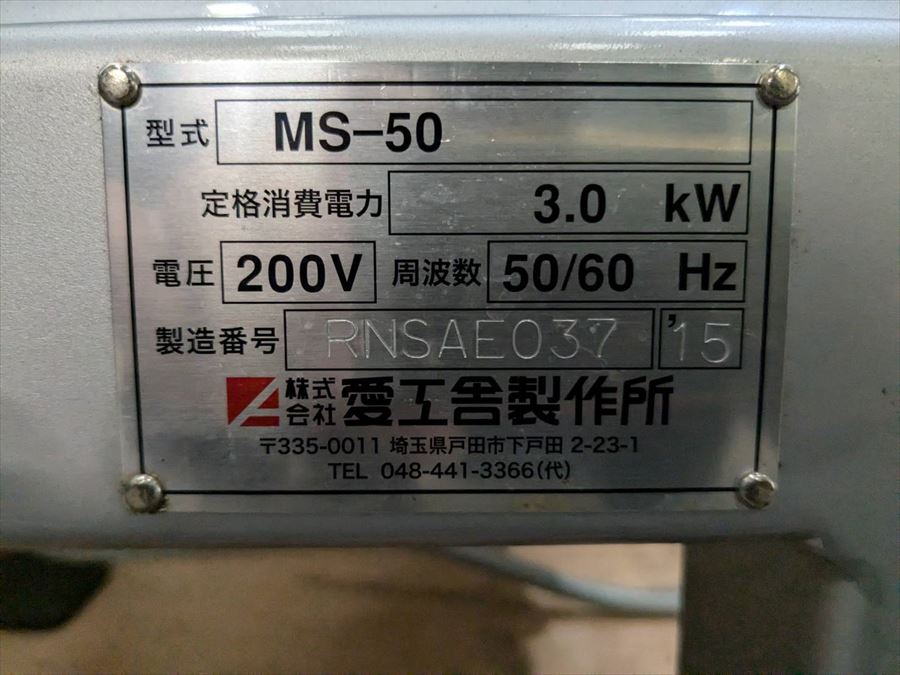 型式 MS-50
定格消費電力 3.0 kW
電圧 200V 周波数 50/60 Hz
製造番号 RNSAE037 '15
株式会社 愛工舎製作所
〒335-0011 埼玉県戸田市下戸田 2-23-1
TEL 048-441-3366(代)